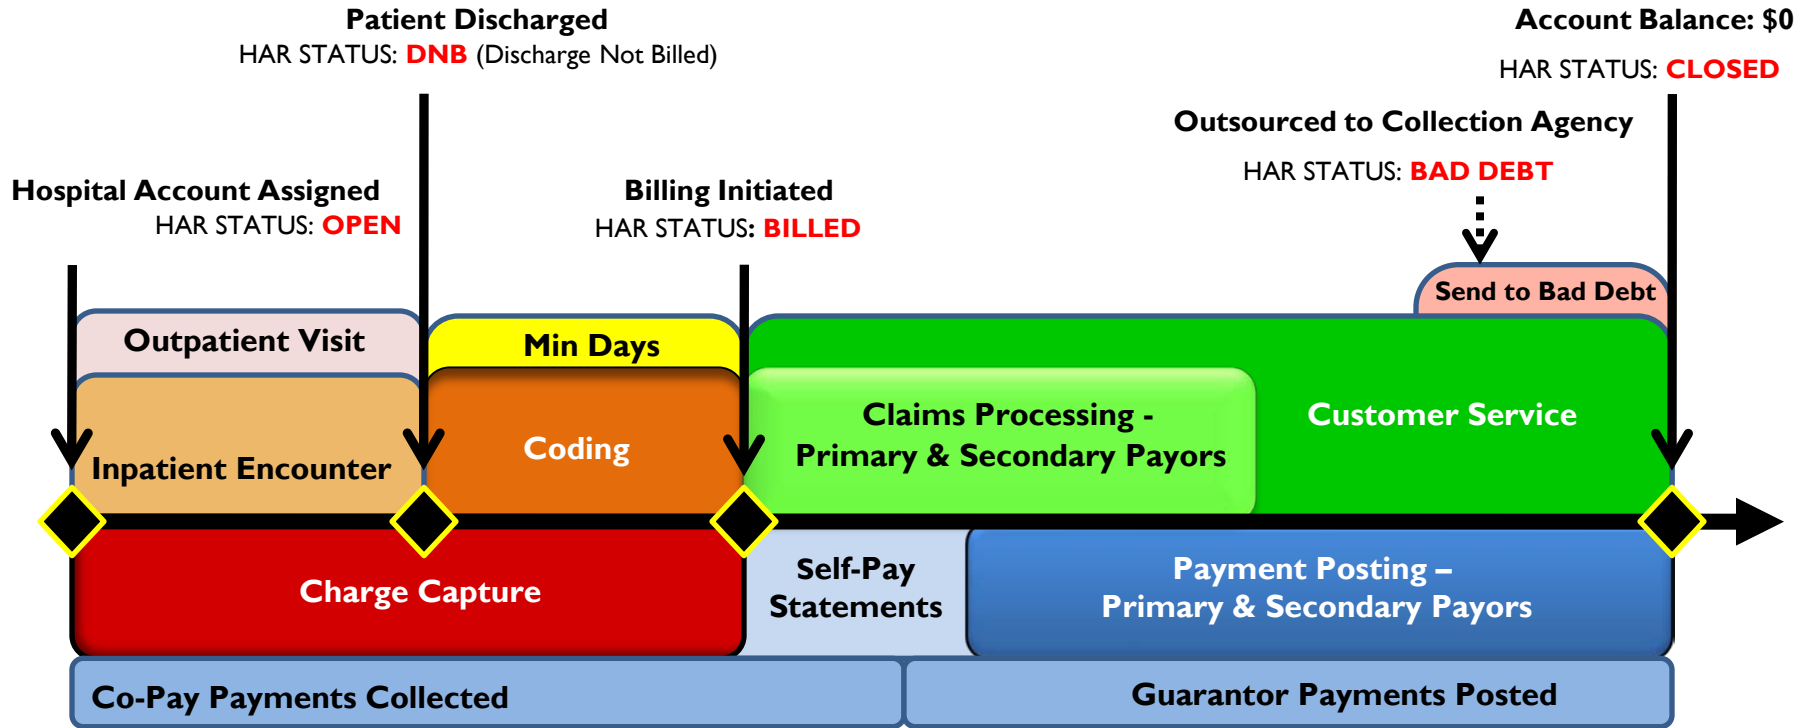 Patient Discharged
HAR STATUS: DNB (Discharge Not Billed)
Account Balance: $0
HAR STATUS: CLOSED
Outsourced to Collection Agency
HAR STATUS: BAD DEBT
Hospital Account Assigned
HAR STATUS: OPEN
Billing Initiated
HAR STATUS: BILLED
Send to Bad Debt
Outpatient Visit
Min Days
Inpatient Encounter
Coding
Claims Processing -
Primary & Secondary Payors
Customer Service
Charge Capture
Self-Pay
Statements
Payment Posting –
Primary & Secondary Payors
Co-Pay Payments Collected
Guarantor Payments Posted